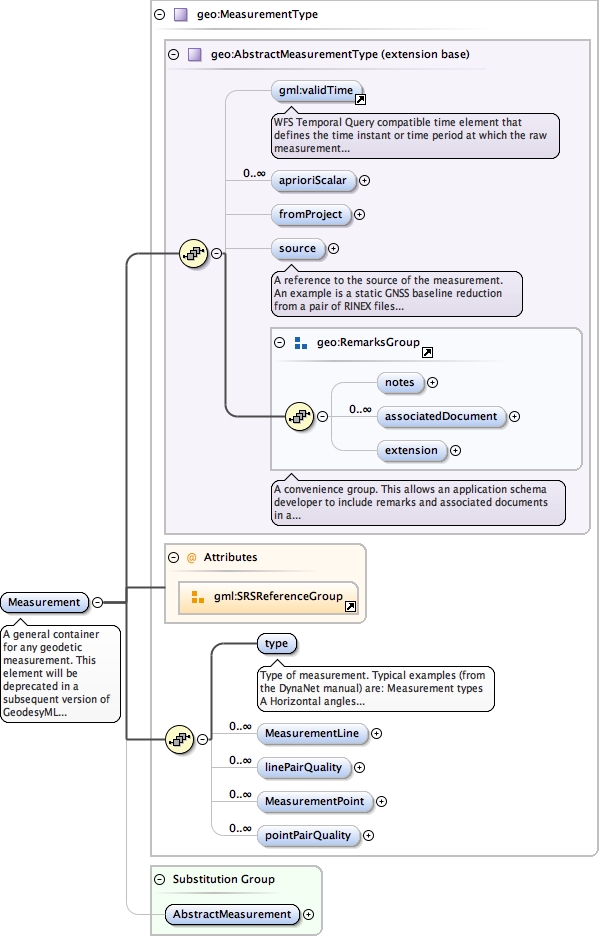 geo:MeasurementType
geo:AbstractMeasurementType (extension base)
gml:validTime
WFS Temporal Query compatible time element that
defines the time instant or time period at which the raw
measurement...
0..∞
aprioriScalar
fromProject
source
A reference to the source of the measurement.
An example is a static GNSS baseline reduction
from a pair of RINEX files...
geo:RemarksGroup
notes
0..∞
associatedDocument
extension
A convenience group. This allows an application schema
developer to include remarks and associated documents
in a...
@ Attributes
gml:SRSReferenceGroup
Measurement
A general container
for any geodetic
measurement. This
element will be
deprecated in a
subsequent version of
GeodesyML...
type
Type of measurement. Typical examples (from
the DynaNet manual) are: Measurement types
A Horizontal angles...
0..∞
MeasurementLine
0..∞
linePairQuality
0..∞
MeasurementPoint
0..∞
pointPairQuality
Substitution Group
AbstractMeasurement